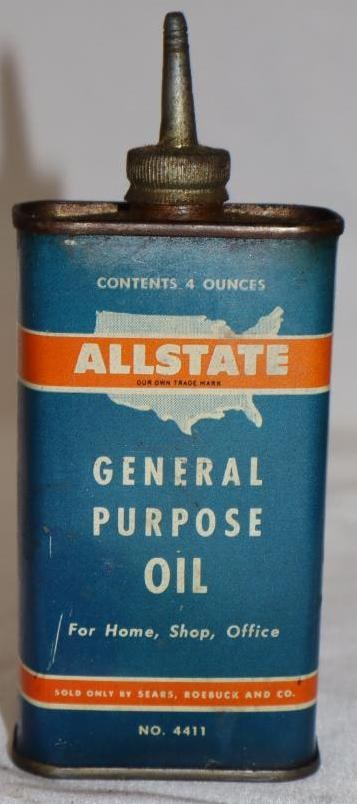 CONTENTS 4 OUNCES
ALLSTATE
OUR OWN TRADE MARK
GENERAL
PURPOSE
OIL
For Home, Shop, Office
SOLD ONLY BY SEARS, ROEBUCK AND CO.
NO. 4411